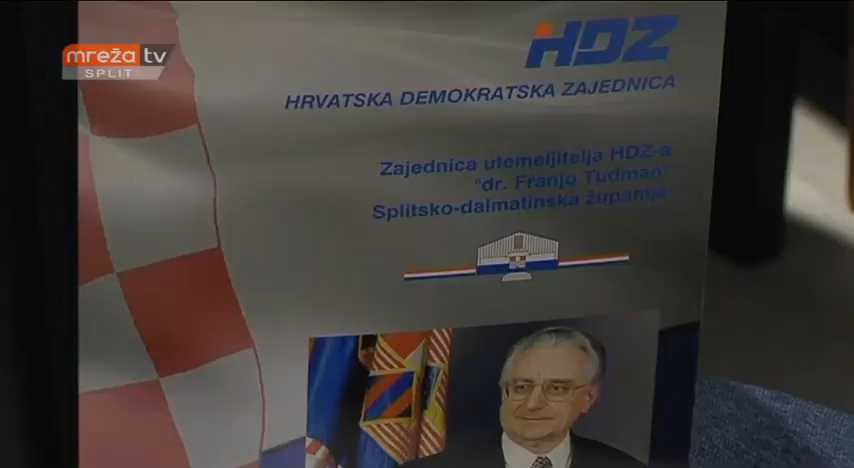 mreža tv
SPLIT
HDZ
HRVATSKA DEMOKRATSKA ZAJEDNICA
Zajednica utemeljitelja HDZ-a
"dr. Franjo Tuđman"
Splitsko-dalmatinska županija